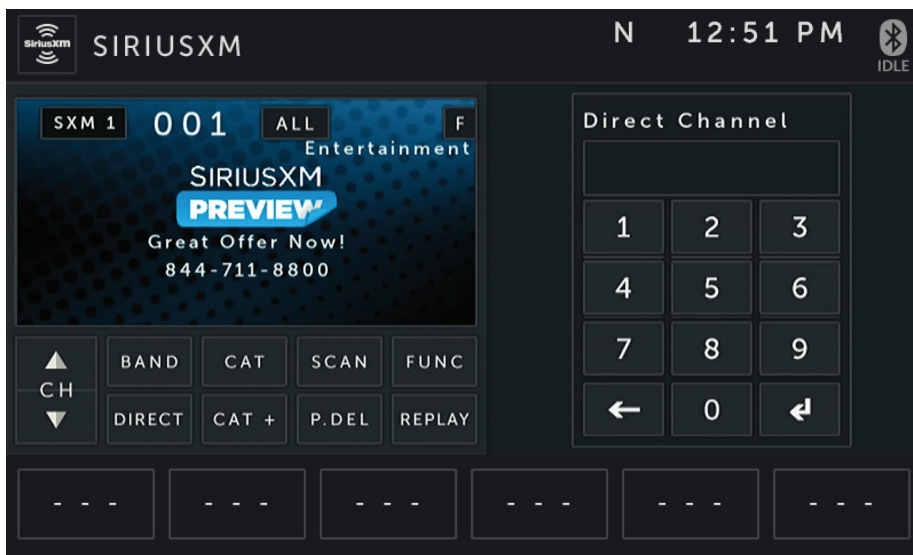 siriusxm SIRIUSXM N 12:51 PM
IDLE
SXM 1 001 ALL F
Entertainment
SIRIUSXM
PREVIEW
Great Offer Now!
844-711-8800
Direct Channel
1 2 3
4 5 6
7 8 9
0
CH
BAND CAT SCAN FUNC
DIRECT CAT + P.DEL REPLAY
- - - - - - - - - - - - - - - - - -